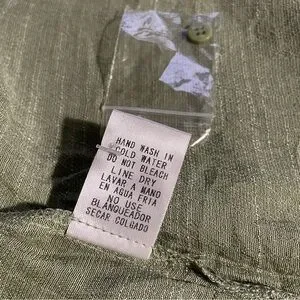 HAND WASH IN
COLD WATER
DO NOT BLEACH
LINE DRY
LAVAR A MANO
EN AGUA FRIA
NO USE
BLANQUEADOR
SECAR COLGADO